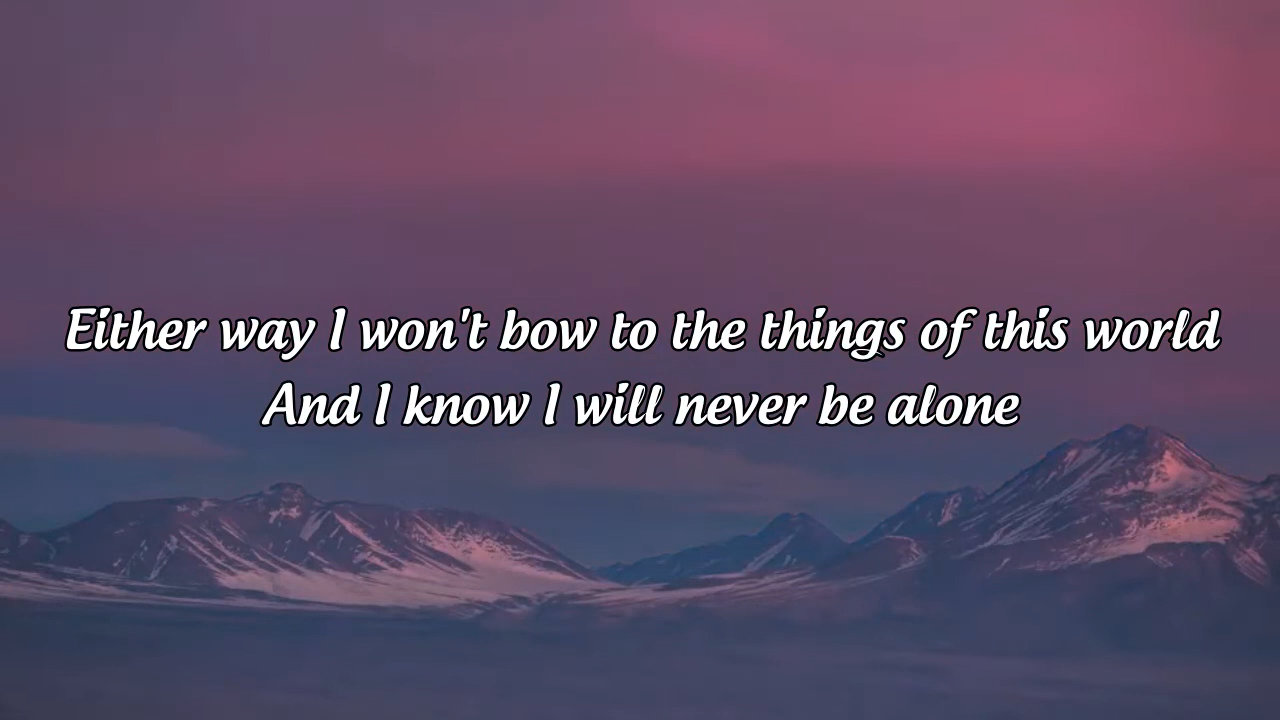 Either way I won't bow to the things of this world
And I know I will never be alone